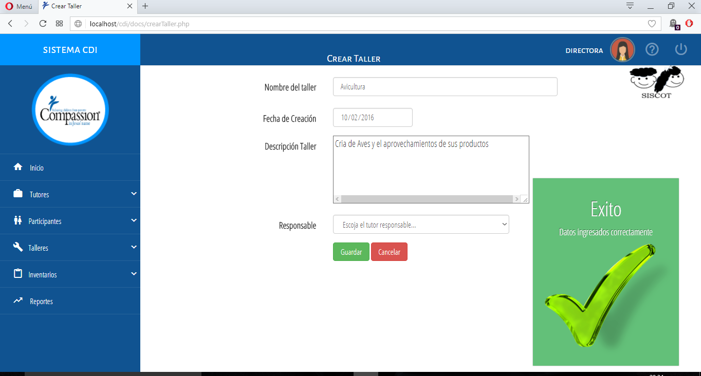 Menú
Crear Taller
localhost/cdi/docs/crearTaller.php
SISTEMA CDI
CREAR TALLER
DIRECTORA
SISCOT
Compassion
Inicio
Tutores
Participantes
Talleres
Inventarios
Reportes
Nombre del taller
Avicultura
Fecha de Creación
10/02/2016
Descripción Taller
Cria de Aves y el aprovechamientos de sus productos
Responsable
Escoja el tutor responsable...
Guardar
Cancelar
Exito
Datos Ingresados correctamente